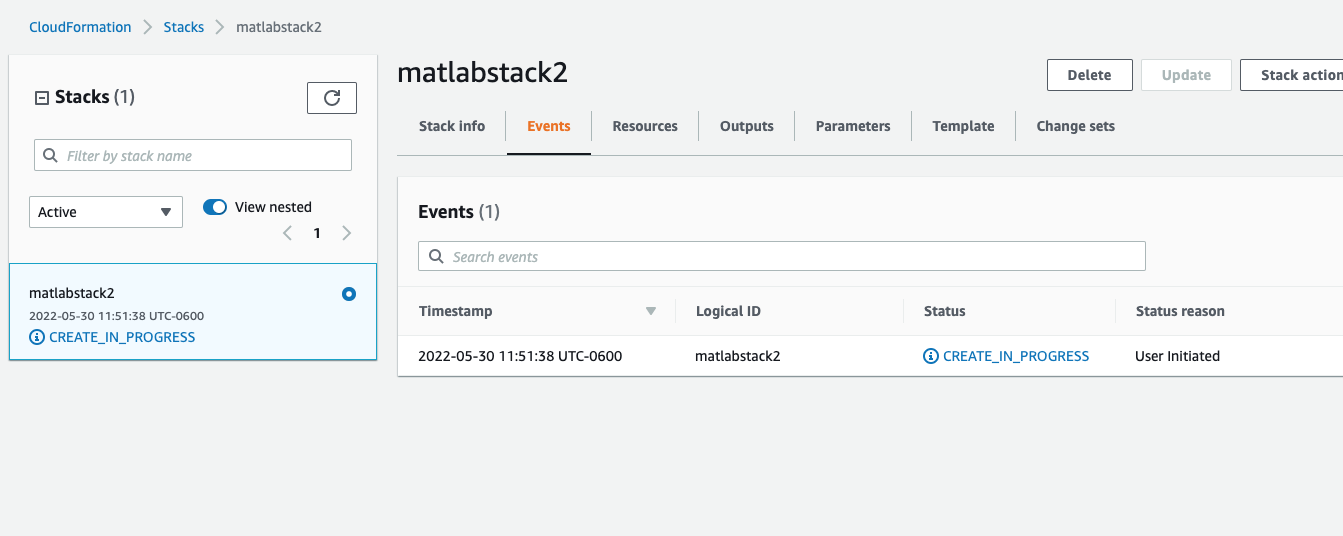 CloudFormation Stacks matlabstack2
Stacks (1)
Filter by stack name
Active
View nested
1
matlabstack2
2022-05-30 11:51:38 UTC-0600
CREATE_IN_PROGRESS
matlabstack2
Delete Update Stack action
Stack info Events Resources Outputs Parameters Template Change sets
Events (1)
Search events
Timestamp Logical ID Status Status reason
2022-05-30 11:51:38 UTC-0600 matlabstack2 CREATE_IN_PROGRESS User Initiated